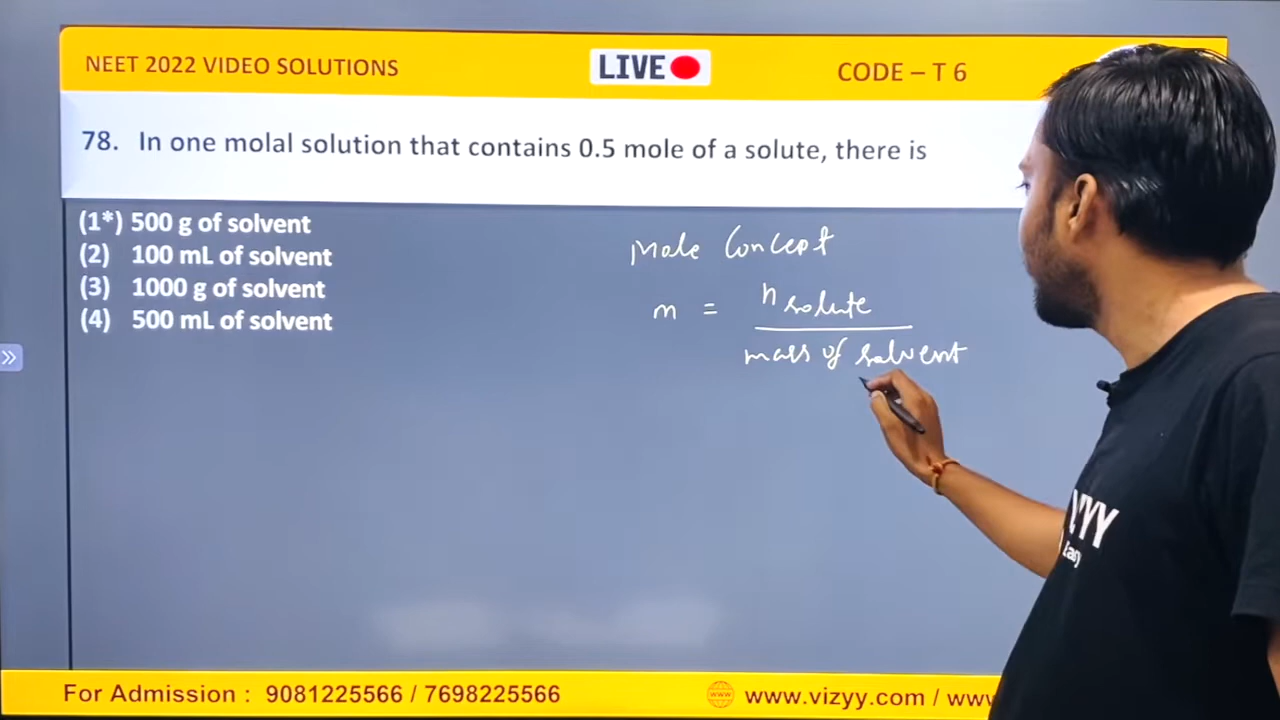 NEET 2022 VIDEO SOLUTIONS LIVE CODE – T 6
78. In one molal solution that contains 0.5 mole of a solute, there is
(1*) 500 g of solvent
(2) 100 mL of solvent
(3) 1000 g of solvent
(4) 500 mL of solvent
Mole Concept
m = n solute
mass of solvent
For Admission : 9081225566 / 7698225566 www.vizyy.com / www